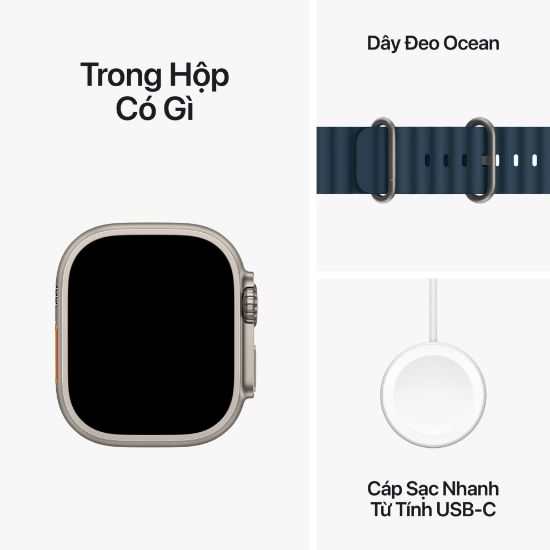 Trong Hộp
Có Gì
Dây Đeo Ocean
Cáp Sạc Nhanh
Từ Tính USB-C